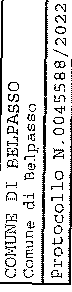 COMUNE DI BELPASSO
Comune di Belpasso
Protocollo N.0045588/2022